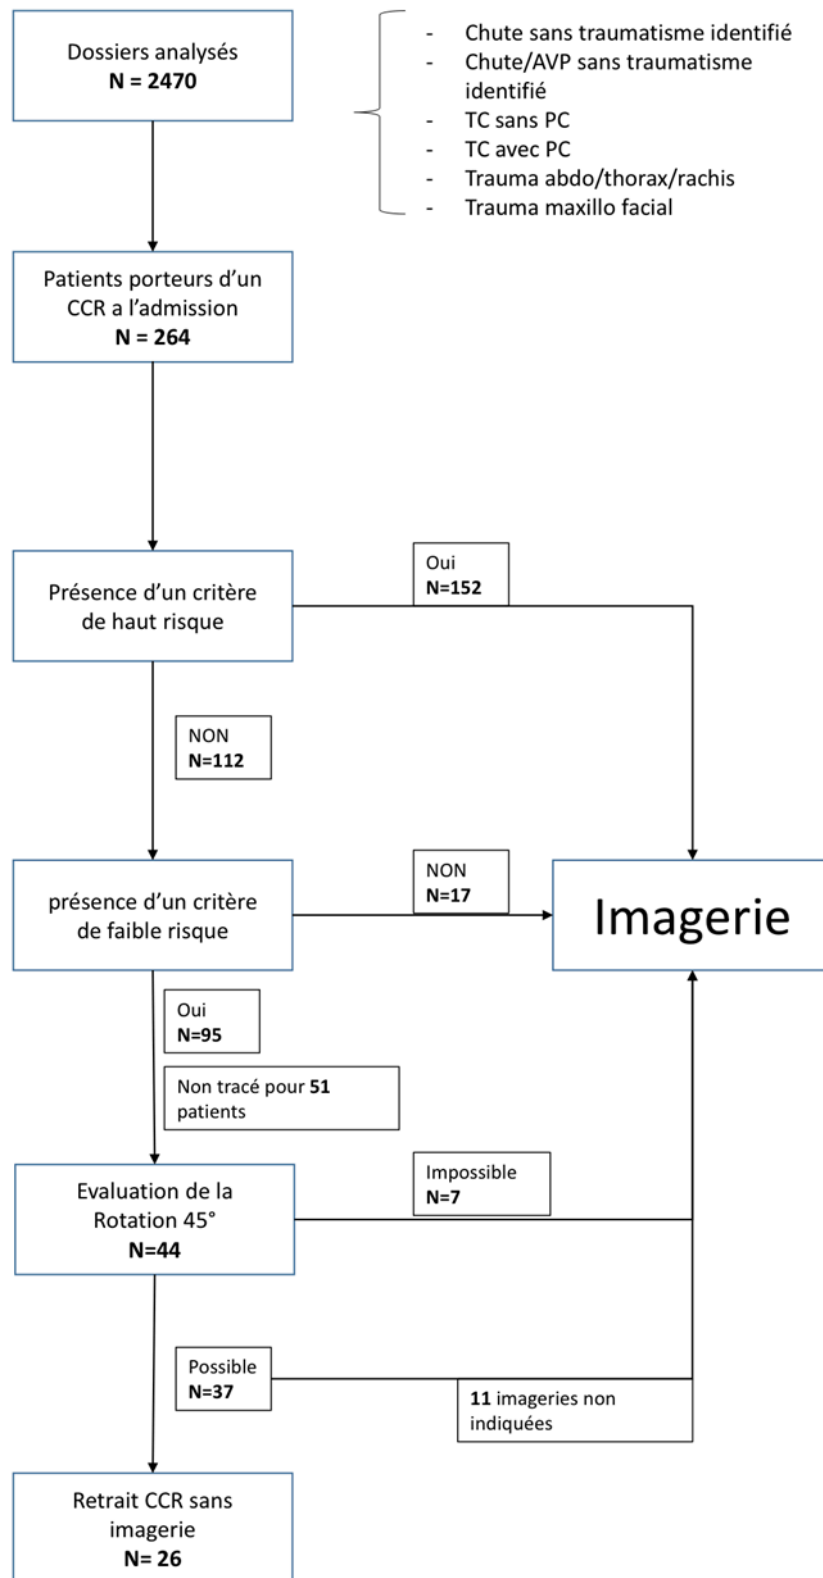 Dossiers analysés
N = 2470
- Chute sans traumatisme identifié
- Chute/AVP sans traumatisme
identifié
- TC sans PC
- TC avec PC
- Trauma abdo/thorax/rachis
- Trauma maxillo facial
Patients porteurs d’un
CCR a l’admission
N = 264
Présence d’un critère
de haut risque
Oui
N=152
NON
N=112
présence d’un critère
de faible risque
NON
N=17
Imagerie
Oui
N=95
Non tracé pour 51
patients
Evaluation de la
Rotation 45°
N=44
Impossible
N=7
Possible
N=37
11 imageries non
indiquées
Retrait CCR sans
imagerie
N= 26